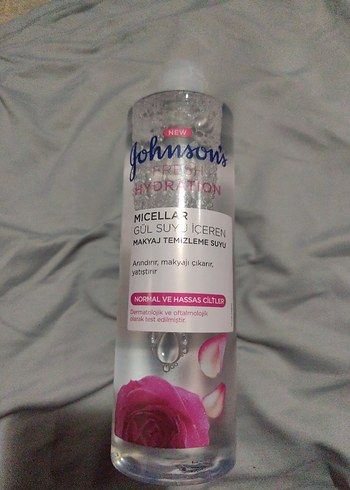 NEW
Johnson's
FRESH
HYDRATION
MICELLAR
GÜL SUYU İÇEREN
MAKYAJ TEMİZLEME SUYU
Arındırır, makyajı çıkarır,
yatıştırır
NORMAL VE HASSAS CİLTLER
Dermatolojik ve oftalmolojik
olarak test edilmiştir.